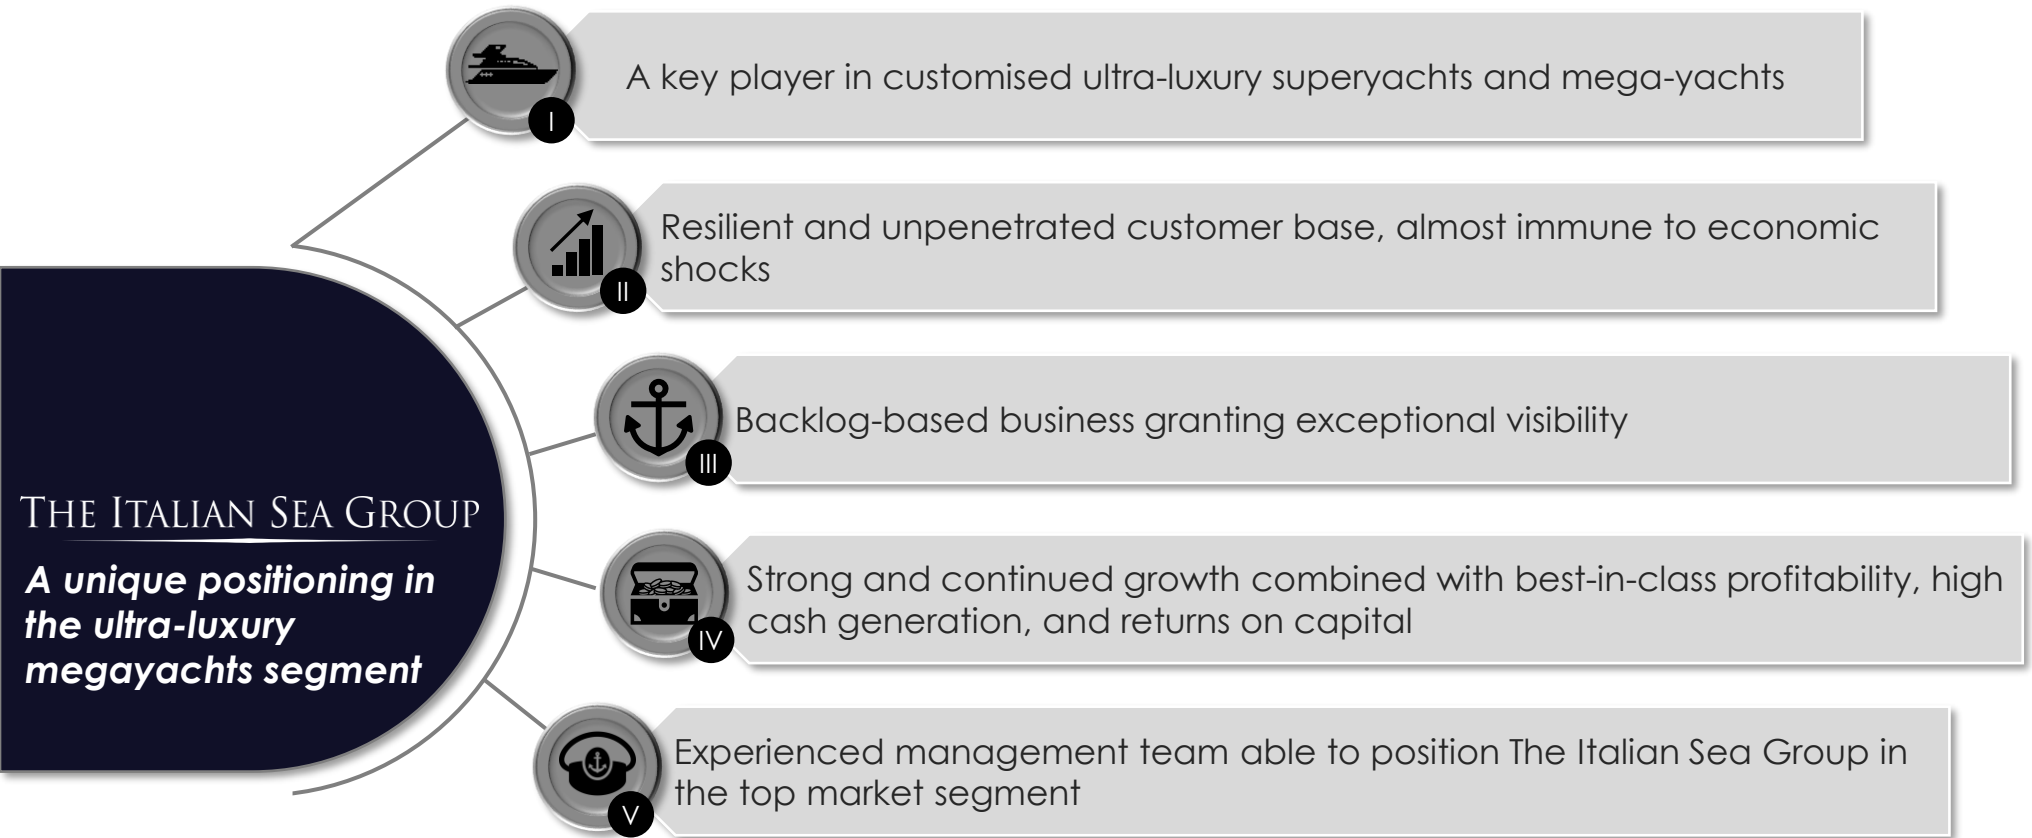 A key player in customised ultra-luxury superyachts and mega-yachts
I
Resilient and unpenetrated customer base, almost immune to economic
shocks
II
Backlog-based business granting exceptional visibility
III
THE ITALIAN SEA GROUP
A unique positioning in
the ultra-luxury
megayachts segment
Strong and continued growth combined with best-in-class profitability, high
cash generation, and returns on capital
IV
Experienced management team able to position The Italian Sea Group in
the top market segment
V